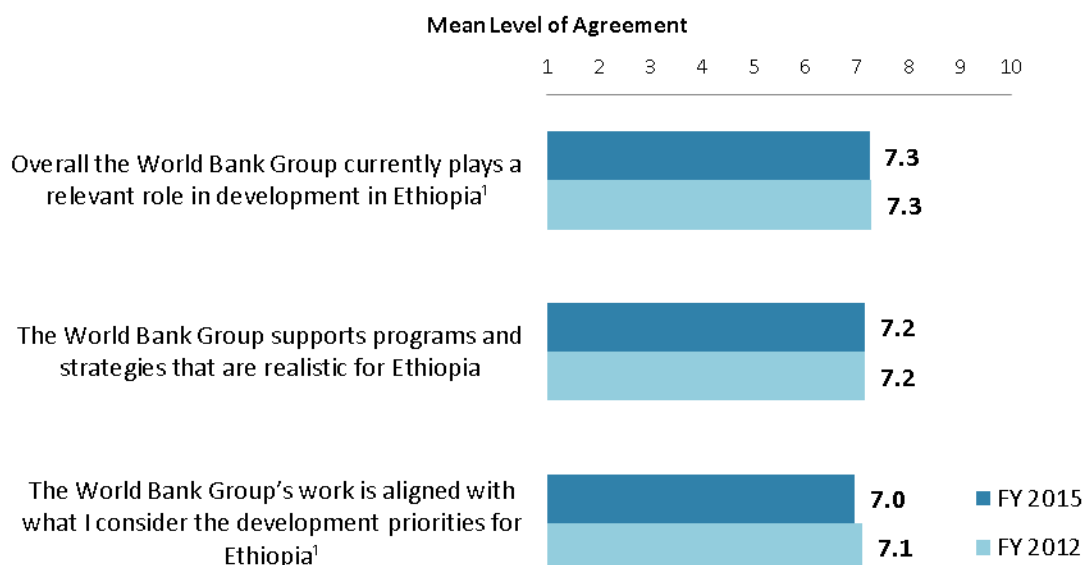 Mean Level of Agreement
1 2 3 4 5 6 7 8 9 10
Overall the World Bank Group currently plays a
relevant role in development in Ethiopia¹
7.3
7.3
The World Bank Group supports programs and
strategies that are realistic for Ethiopia
7.2
7.2
The World Bank Group's work is aligned with
what I consider the development priorities for
Ethiopia¹
7.0
7.1
FY 2015
FY 2012